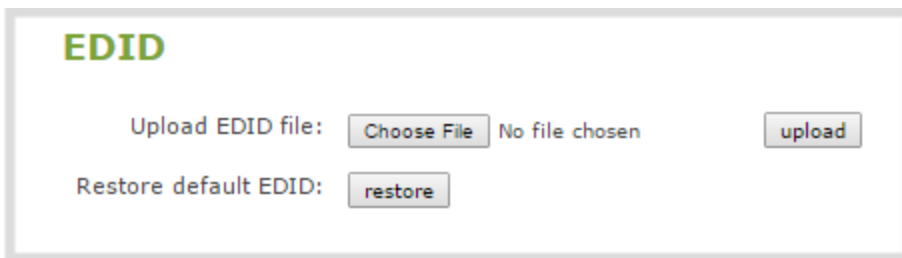 EDID
Upload EDID file: Choose File No file chosen upload
Restore default EDID: restore